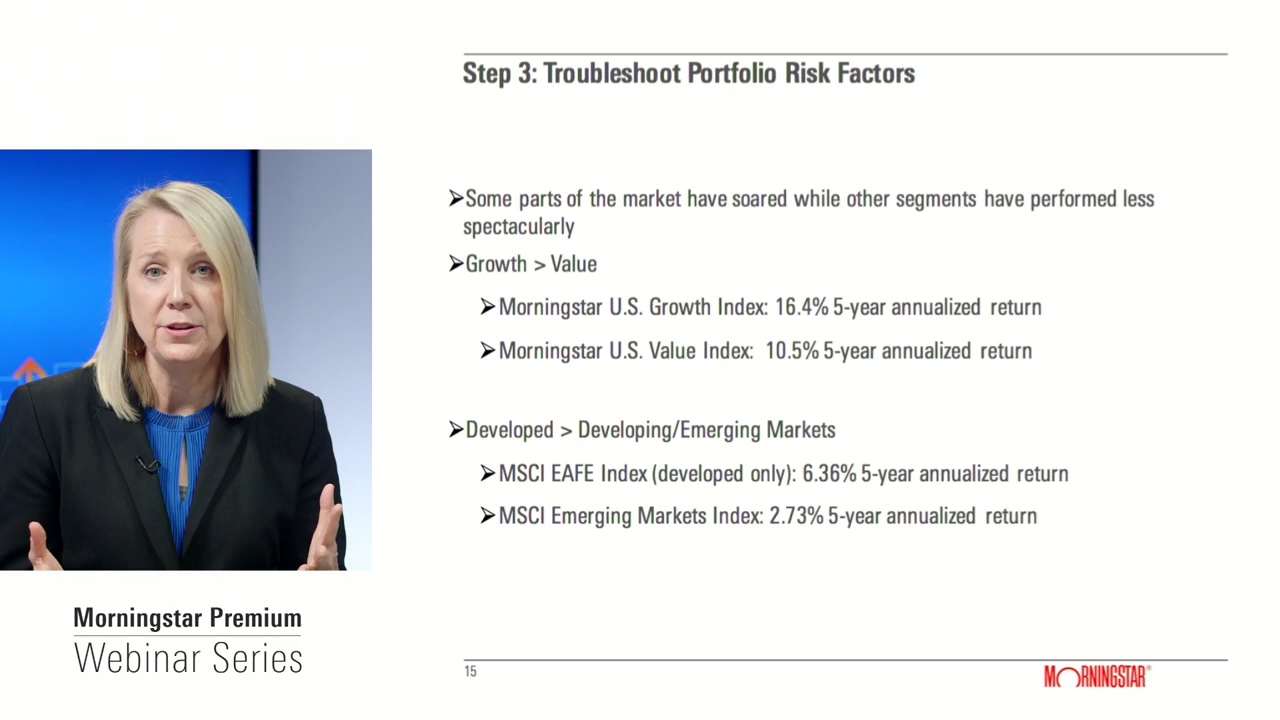 Step 3: Troubleshoot Portfolio Risk Factors
➢Some parts of the market have soared while other segments have performed less
spectacularly
➢Growth > Value
➢Morningstar U.S. Growth Index: 16.4% 5-year annualized return
➢Morningstar U.S. Value Index: 10.5% 5-year annualized return
➢Developed > Developing/Emerging Markets
➢MSCI EAFE Index (developed only): 6.36% 5-year annualized return
➢MSCI Emerging Markets Index: 2.73% 5-year annualized return
Morningstar Premium
Webinar Series
15
MORNINGSTAR®